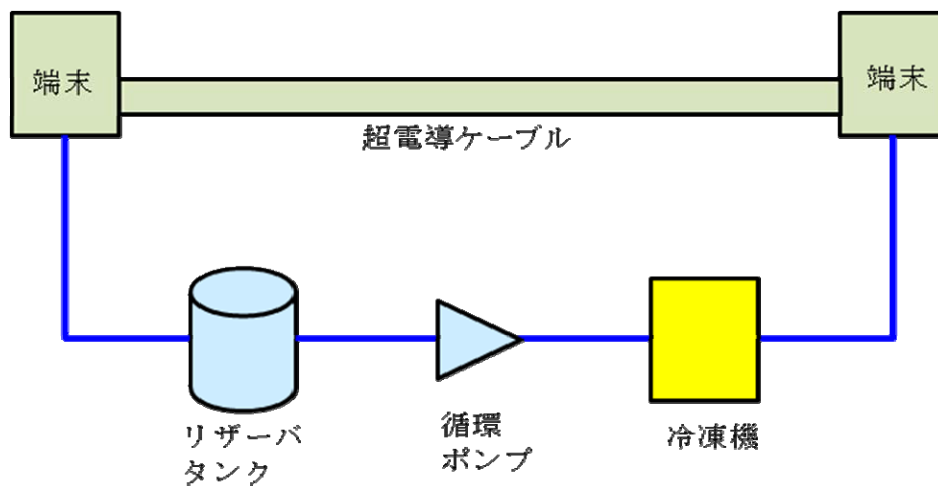 端末
端末
超電導ケーブル
リザーバ
タンク
循環
ポンプ
冷凍機